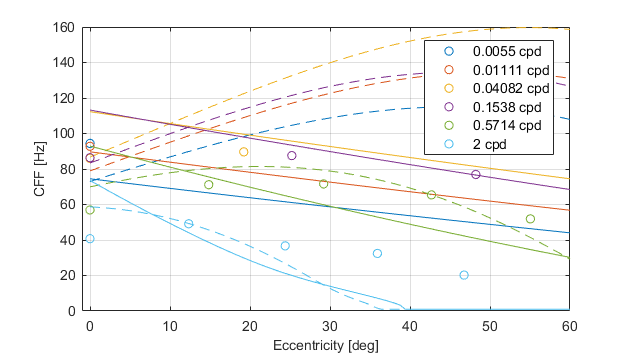 160
140
120
100
80
60
40
20
0
CFF [Hz]
0
10
20
30
40
50
60
Eccentricity [deg]
0.0055 cpd
0.01111 cpd
0.04082 cpd
0.1538 cpd
0.5714 cpd
2 cpd